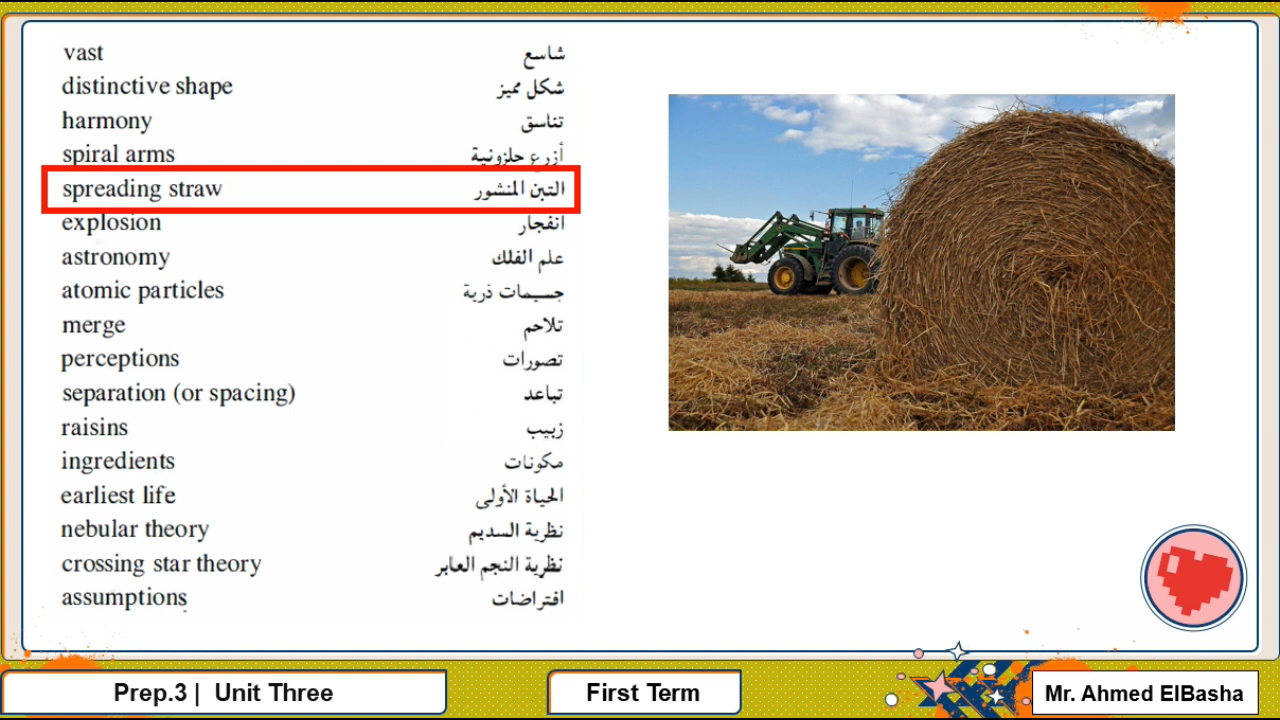 vast شاسع
distinctive shape شكل مميز
harmony تناسق
spiral arms أزرع حلزونية
spreading straw التبن المنشور
explosion انفجار
astronomy علم الفلك
atomic particles جسيمات ذرية
merge تلاحم
perceptions تصورات
separation (or spacing) تباعد
raisins زبيب
ingredients مكونات
earliest life الحياة الأولى
nebular theory نظرية السديم
crossing star theory نظرية النجم العابر
assumptions افتراضات
Prep.3 | Unit Three
First Term
Mr. Ahmed ElBasha